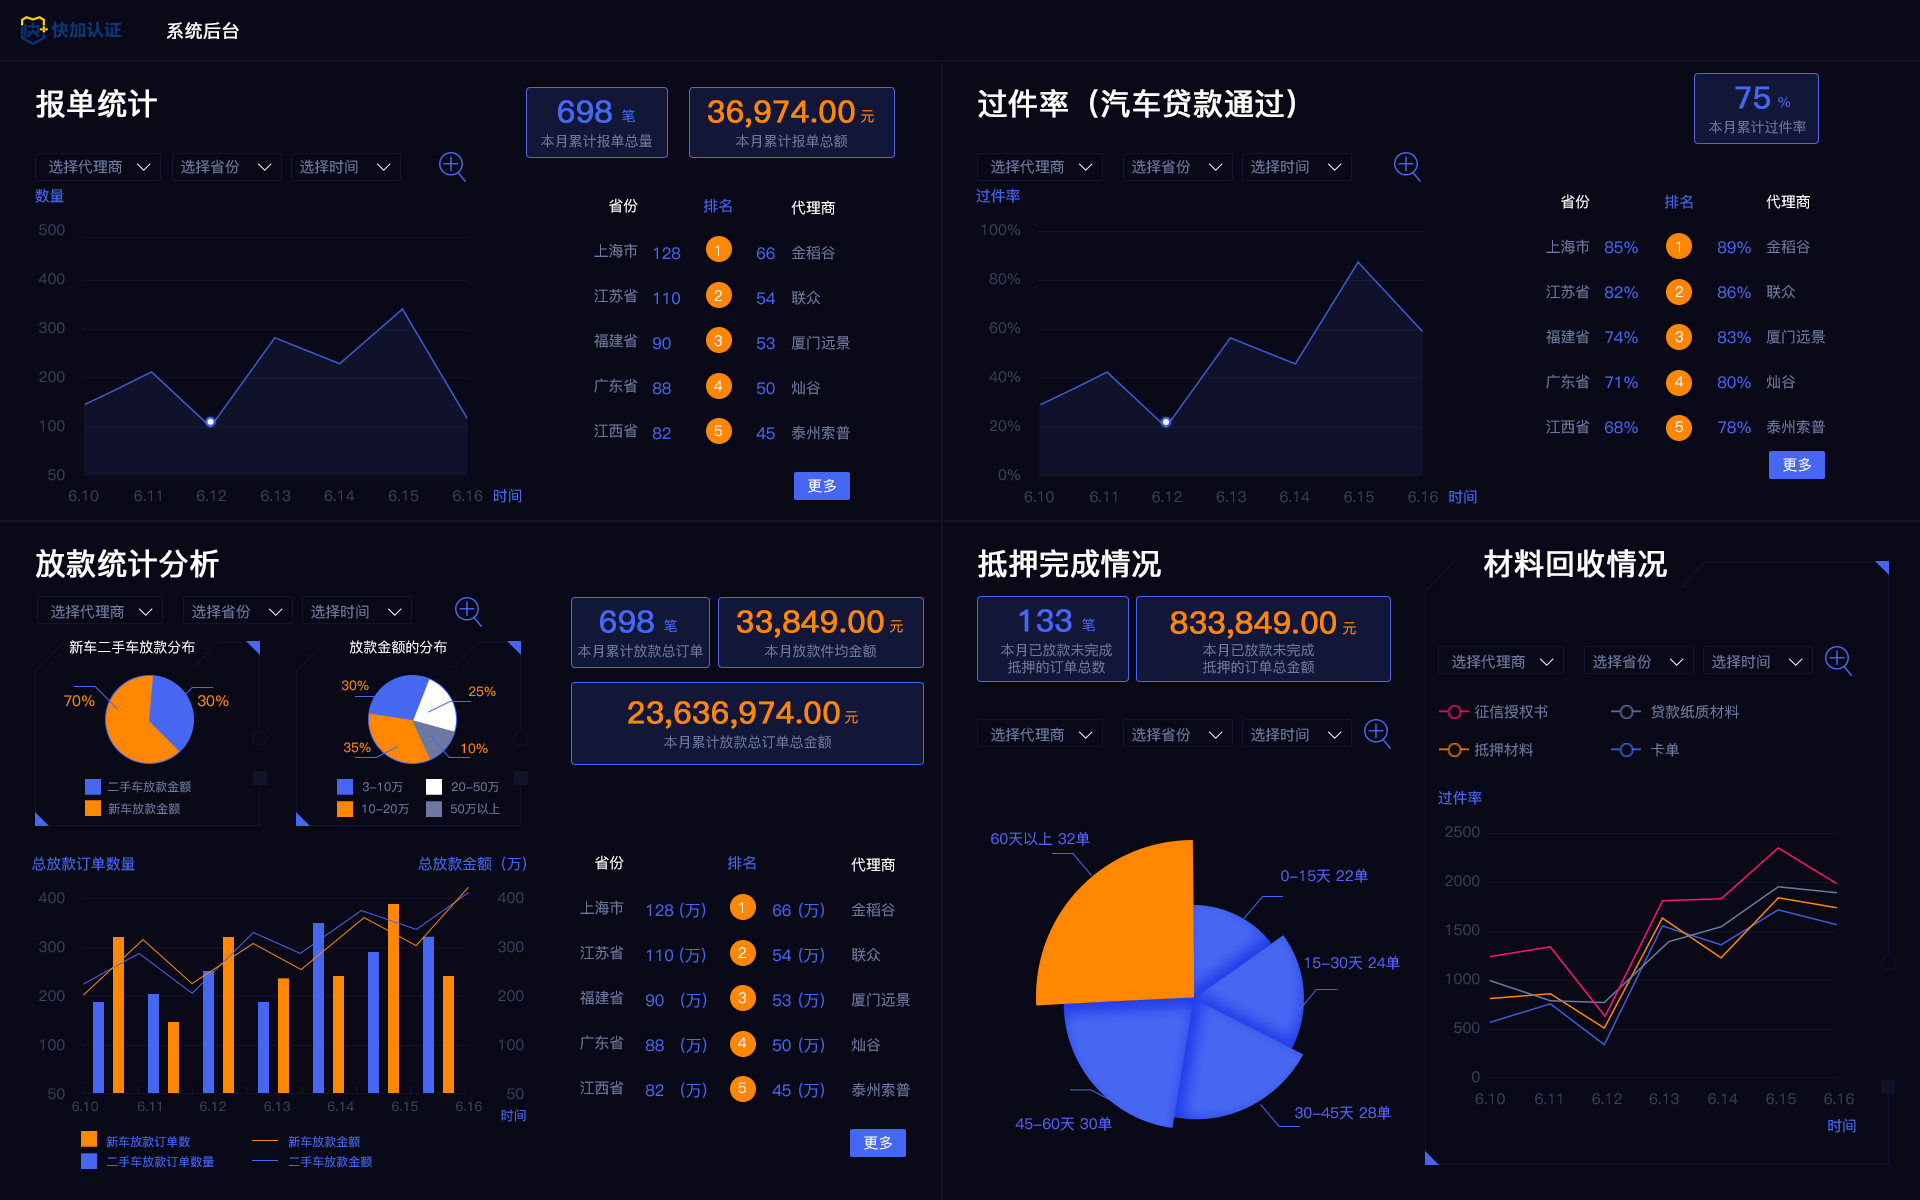 快加认证
系统后台
报单统计
698 笔
本月累计报单总量
36,974.00 元
本月累计报单总额
选择代理商 选择省份 选择时间
数量
500
400
300
200
100
50
6.10 6.11 6.12 6.13 6.14 6.15 6.16 时间
省份 排名 代理商
上海市 128 1 66 金稻谷
江苏省 110 2 54 联众
福建省 90 3 53 厦门远景
广东省 88 4 50 灿谷
江西省 82 5 45 泰州索普
更多
过件率（汽车贷款通过）
75 %
本月累计过件率
选择代理商 选择省份 选择时间
过件率
100%
80%
60%
40%
20%
0%
6.10 6.11 6.12 6.13 6.14 6.15 6.16 时间
省份 排名 代理商
上海市 85% 1 89% 金稻谷
江苏省 82% 2 86% 联众
福建省 74% 3 83% 厦门远景
广东省 71% 4 80% 灿谷
江西省 68% 5 78% 泰州索普
更多
放款统计分析
选择代理商 选择省份 选择时间
698 笔
本月累计放款总订单
33,849.00 元
本月放款件均金额
23,636,974.00 元
本月累计放款总订单总金额
新车二手车放款分布
70%
30%
二手车放款金额
新车放款金额
放款金额的分布
30%
25%
35%
10%
3-10万 20-50万
10-20万 50万以上
总放款订单数量 总放款金额（万）
400 400
300 300
200 200
100 100
50 50
6.10 6.11 6.12 6.13 6.14 6.15 6.16
时间
新车放款订单数 新车放款金额
二手车放款订单数量 二手车放款金额
省份 排名 代理商
上海市 128 (万) 1 66 (万) 金稻谷
江苏省 110 (万) 2 54 (万) 联众
福建省 90 (万) 3 53 (万) 厦门远景
广东省 88 (万) 4 50 (万) 灿谷
江西省 82 (万) 5 45 (万) 泰州索普
更多
抵押完成情况
133 笔
本月已放款未完成
抵押的订单总数
833,849.00 元
本月已放款未完成
抵押的订单总金额
选择代理商 选择省份 选择时间
60天以上 32单
0-15天 22单
15-30天 24单
30-45天 28单
45-60天 30单
材料回收情况
选择代理商 选择省份 选择时间
征信授权书 贷款纸质材料
抵押材料 卡单
过件率
2500
2000
1500
1000
500
0
6.10 6.11 6.12 6.13 6.14 6.15 6.16
时间